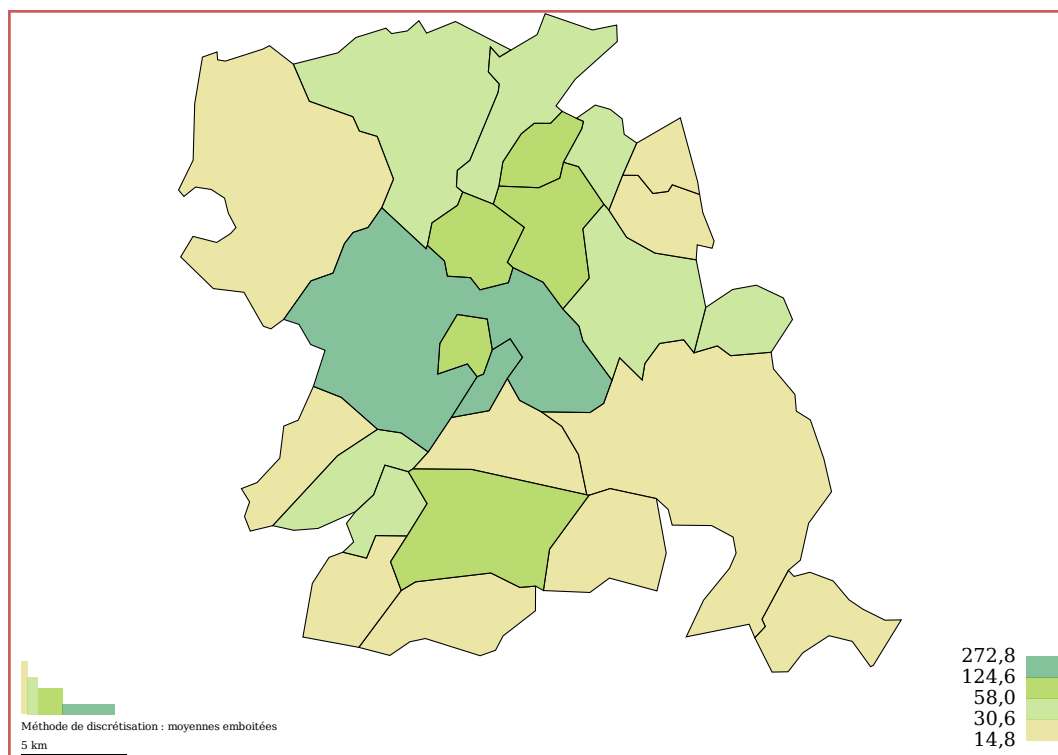 272,8
124,6
58,0
30,6
14,8
Méthode de discrétisation : moyennes emboitées
5 km